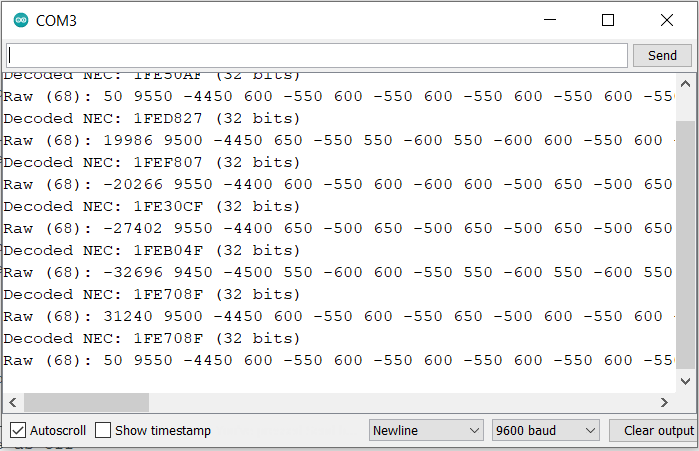 COM3
Send
Decoded NEC: 1FE50AF (32 bits)
Raw (68): 50 9550 -4450 600 -550 600 -550 600 -550 600 -550 600 -550
Decoded NEC: 1FED827 (32 bits)
Raw (68): 19986 9500 -4450 650 -550 550 -600 550 -600 600 -550 600
Decoded NEC: 1FEF807 (32 bits)
Raw (68): -20266 9550 -4400 600 -550 600 -600 600 -500 650 -500 650
Decoded NEC: 1FE30CF (32 bits)
Raw (68): -27402 9550 -4400 650 -500 650 -500 650 -500 650 -500 650
Decoded NEC: 1FEB04F (32 bits)
Raw (68): -32696 9450 -4500 550 -600 600 -550 550 -600 550 -600 550
Decoded NEC: 1FE708F (32 bits)
Raw (68): 31240 9500 -4450 600 -550 600 -550 650 -500 600 -550 600
Decoded NEC: 1FE708F (32 bits)
Raw (68): 50 9550 -4450 600 -550 600 -550 600 -550 600 -550 600
Autoscroll Show timestamp Newline 9600 baud Clear output